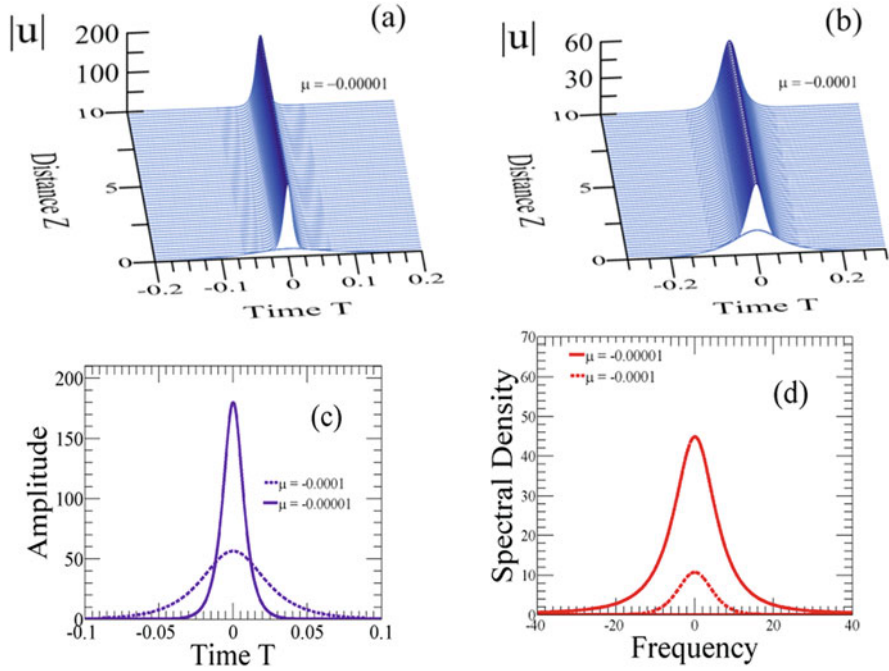 |u|
200
100
0
(a)
μ = −0.00001
10
5
0
Distance Z
-0.2
-0.1
0
0.1
0.2
Time T
|u|
60
30
0
(b)
μ = −0.0001
10
5
0
Distance Z
-0.2
0
0.2
Time T
200
150
100
50
0
Amplitude
(c)
μ = -0.0001
μ = -0.00001
-0.1
-0.05
0
0.05
0.1
Time T
70
60
50
40
30
20
10
0
Spectral Density
μ = -0.00001
μ = -0.0001
(d)
-40
-20
0
20
40
Frequency